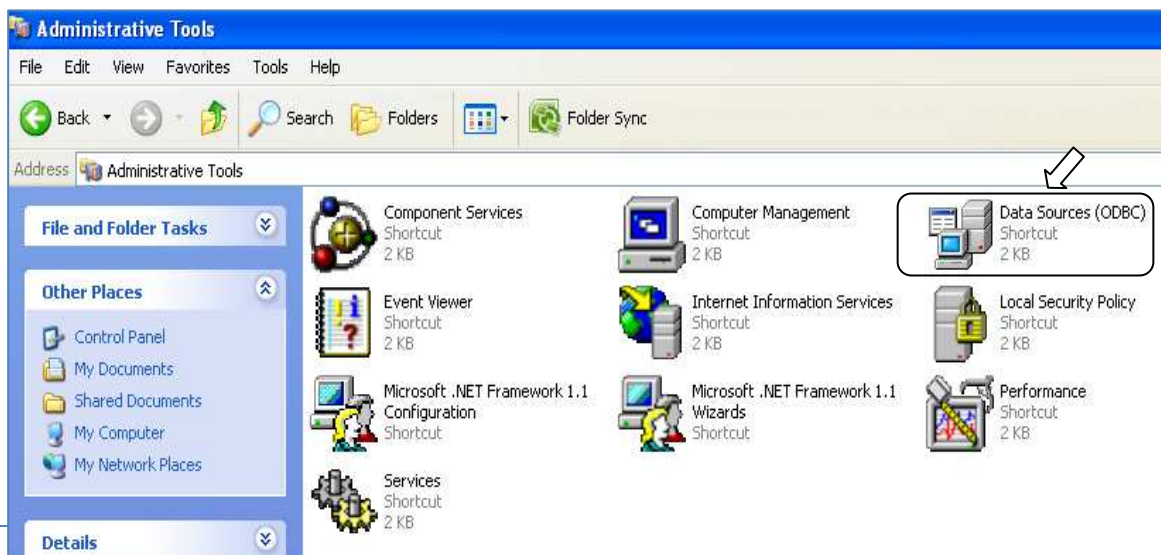 Administrative Tools
File Edit View Favorites Tools Help
Back Search Folders Folder Sync
Address Administrative Tools
File and Folder Tasks
Other Places
Control Panel
My Documents
Shared Documents
My Computer
My Network Places
Details
Component Services
Shortcut
2 KB
Computer Management
Shortcut
2 KB
Data Sources (ODBC)
Shortcut
2 KB
Event Viewer
Shortcut
2 KB
Internet Information Services
Shortcut
2 KB
Local Security Policy
Shortcut
2 KB
Microsoft .NET Framework 1.1
Configuration
Shortcut
Microsoft .NET Framework 1.1
Wizards
Shortcut
Performance
Shortcut
2 KB
Services
Shortcut
2 KB